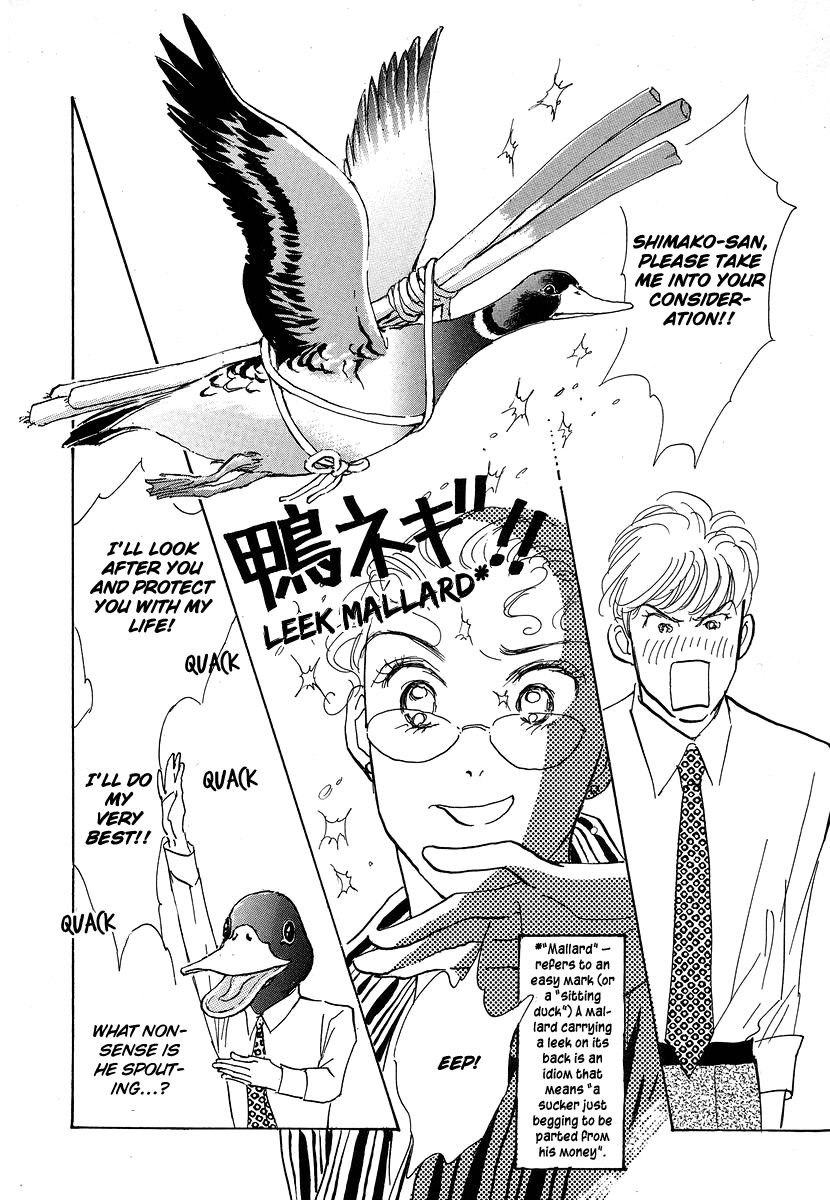 SHIMAKO-SAN,
PLEASE TAKE
ME INTO YOUR
CONSIDER-
ATION!!
鴨ネギ!!
LEEK MALLARD*
I'LL LOOK
AFTER YOU
AND PROTECT
YOU WITH MY
LIFE!
QUACK
QUACK
I'LL DO
MY
VERY
BEST!!
QUACK
WHAT NON-
SENSE IS
HE SPOUT-
ING...?
EEP!
*"Mallard" –
refers to an
easy mark (or
a "sitting
duck") A mal-
lard carrying
a leek on its
back is an
idiom that
means "a
sucker just
begging to be
parted from
his money".